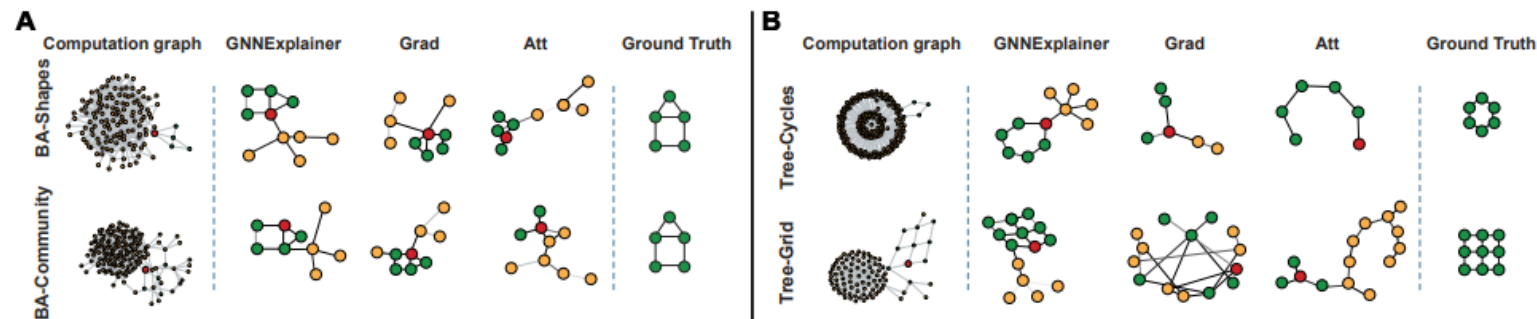 A
Computation graph GNNExplainer Grad Att Ground Truth
BA-Shapes
BA-Community
B
Computation graph GNNExplainer Grad Att Ground Truth
Tree-Cycles
Tree-Grid